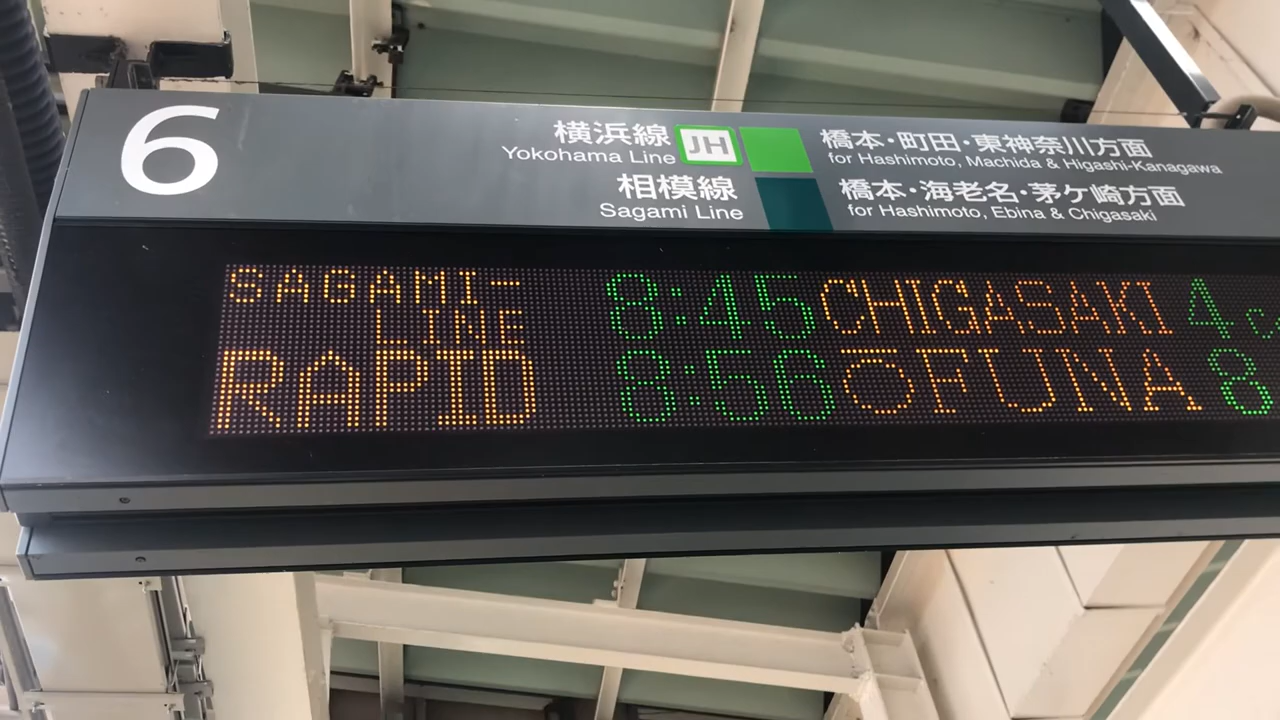 6
横浜線 JH 橋本・町田・東神奈川方面
Yokohama Line for Hashimoto, Machida & Higashi-Kanagawa
相模線 橋本・海老名・茅ケ崎方面
Sagami Line for Hashimoto, Ebina & Chigasaki
SAGAMI-
LINE 8:45 CHIGASAKI 4
RAPID 8:56 ŌFUNA 8